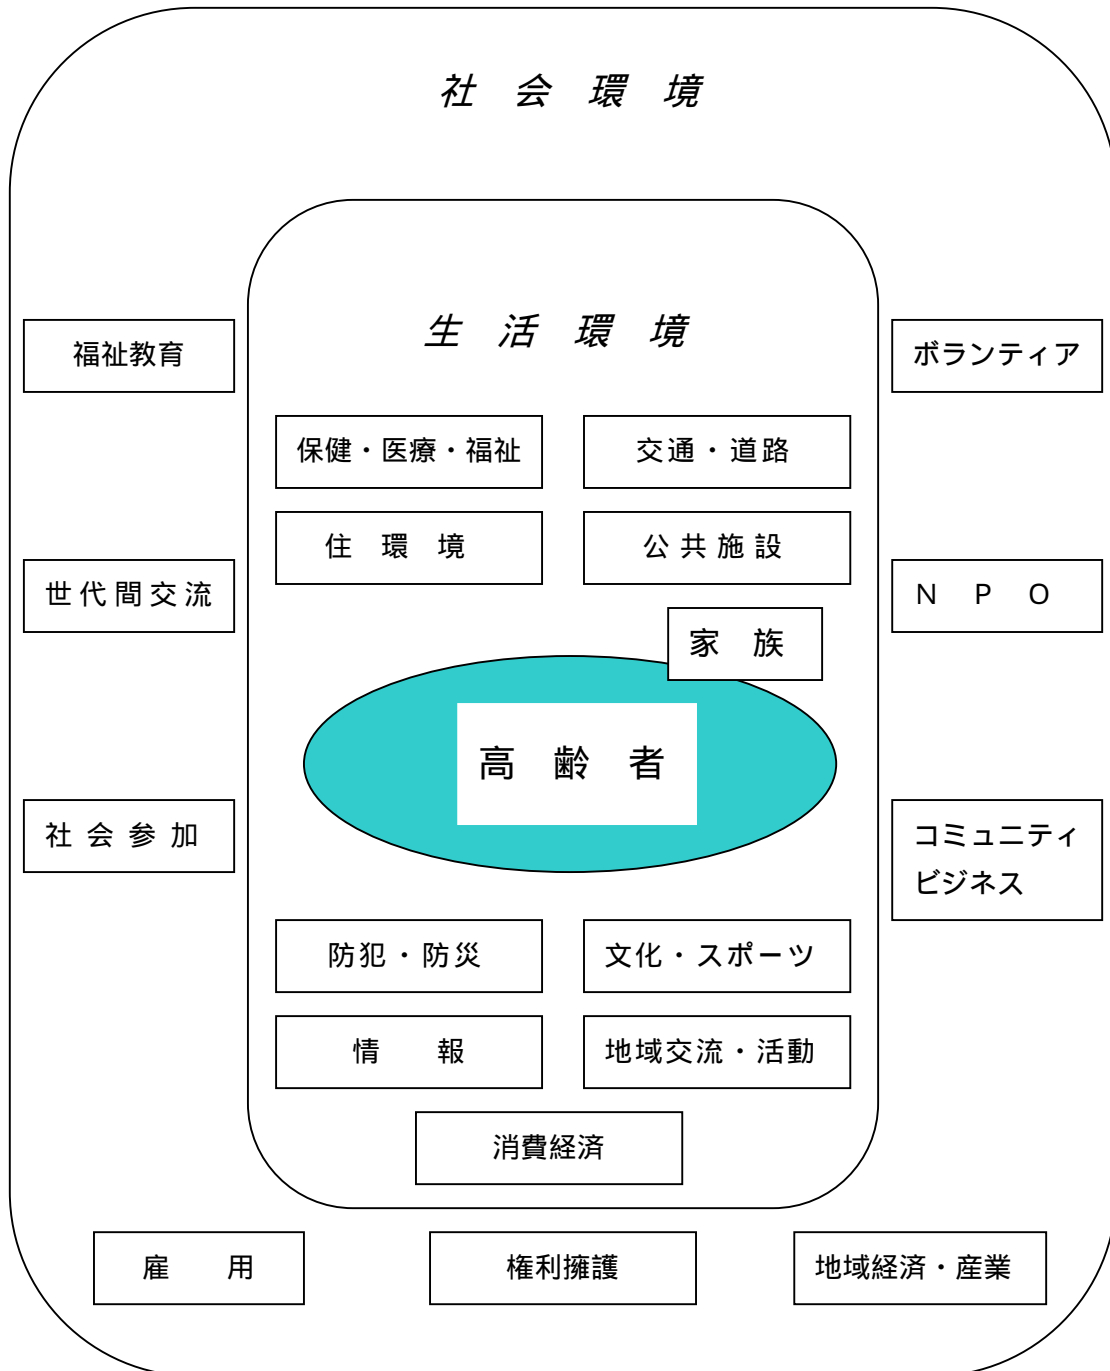 社会環境
生活環境
福祉教育
ボランティア
保健・医療・福祉
交通・道路
住環境
公共施設
世代間交流
ＮＰＯ
家族
高齢者
社会参加
コミュニティ
ビジネス
防犯・防災
文化・スポーツ
情報
地域交流・活動
消費経済
雇用
権利擁護
地域経済・産業